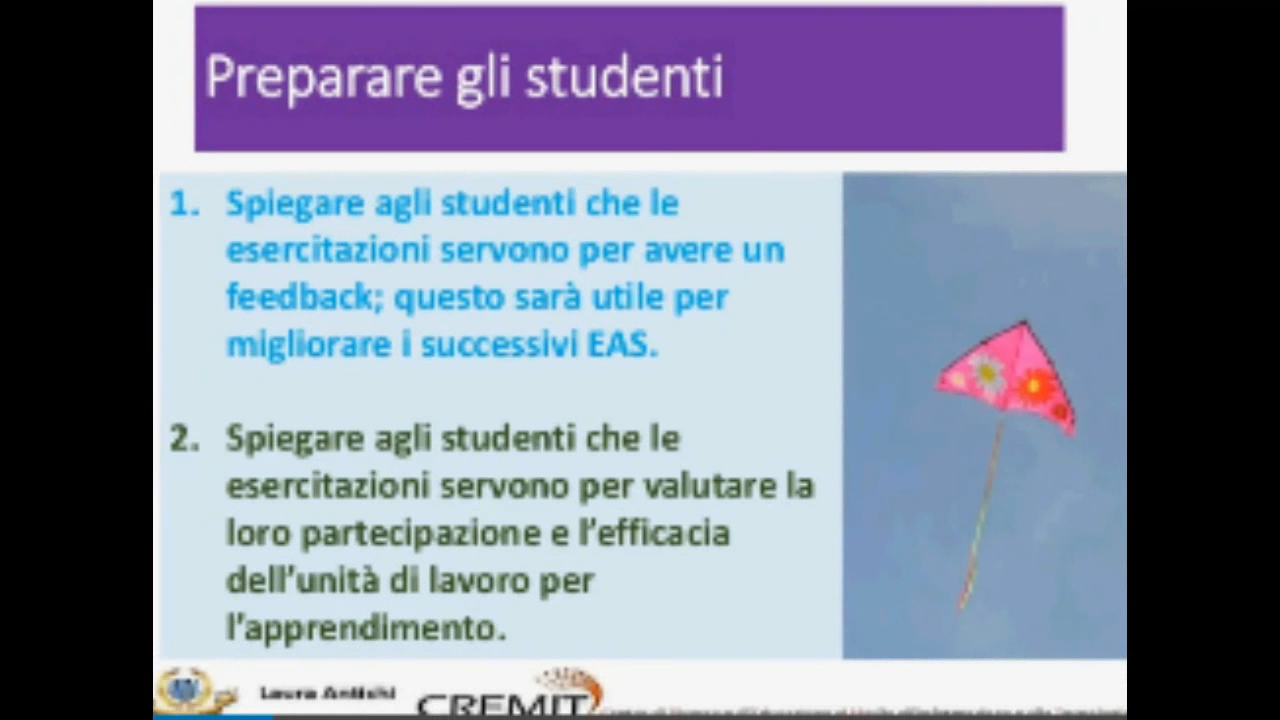 Preparare gli studenti
1. Spiegare agli studenti che le
esercitazioni servono per avere un
feedback; questo sarà utile per
migliorare i successivi EAS.
2. Spiegare agli studenti che le
esercitazioni servono per valutare la
loro partecipazione e l'efficacia
dell'unità di lavoro per
l'apprendimento.
Laura Antichi
CREMIT